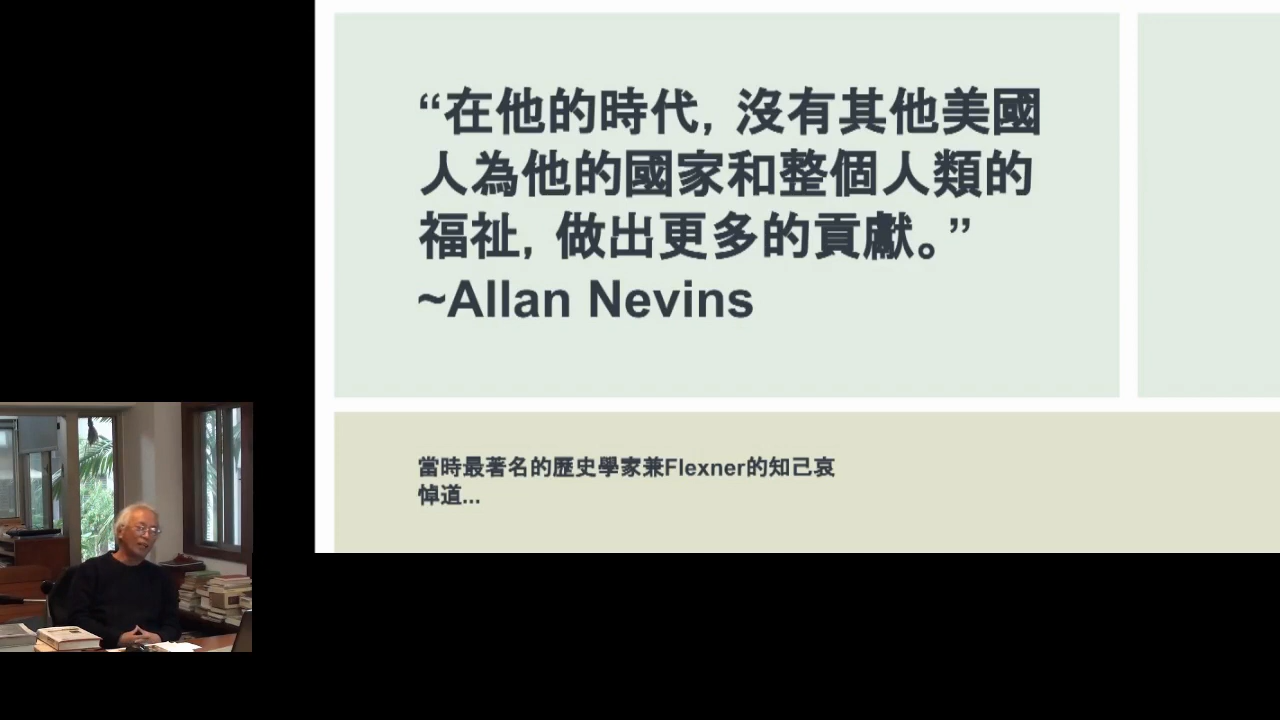 “在他的時代, 沒有其他美國
人為他的國家和整個人類的
福祉, 做出更多的貢獻。”
~Allan Nevins
當時最著名的歷史學家兼Flexner的知己哀
悼道...